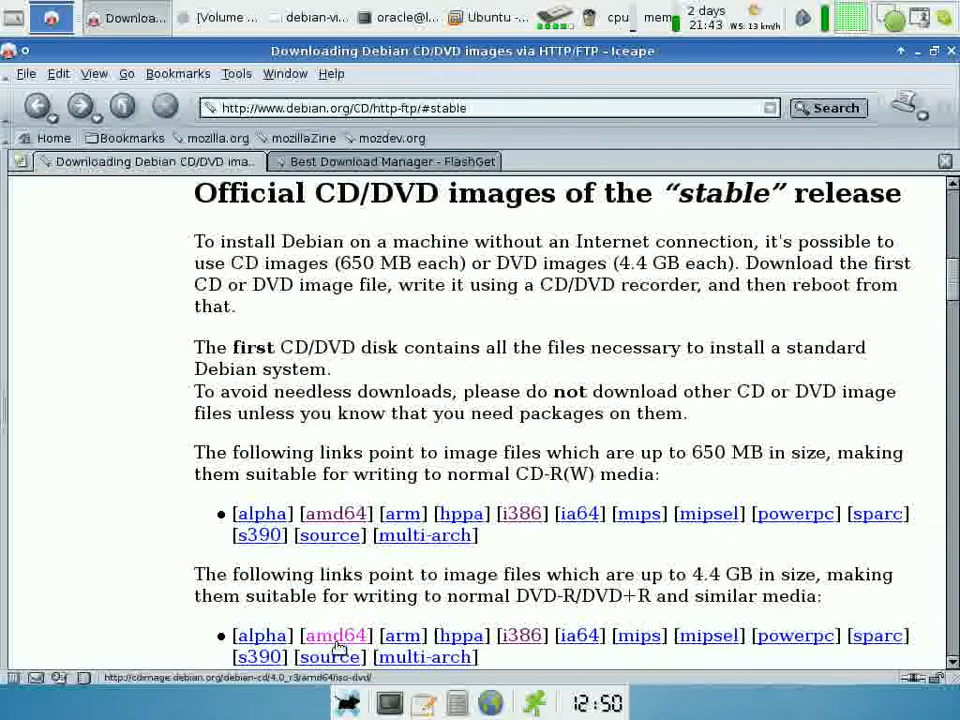 Downloa...
[Volume ...
debian-vi...
oracle@l...
Ubuntu -...
cpu
mem
2 days
21:43
WS: 13 km/h
Downloading Debian CD/DVD images via HTTP/FTP - Iceape
File Edit View Go Bookmarks Tools Window Help
http://www.debian.org/CD/http-ftp/#stable
Search
Home Bookmarks mozilla.org mozillaZine mozdev.org
Downloading Debian CD/DVD ima... Best Download Manager - FlashGet
Official CD/DVD images of the “stable” release
To install Debian on a machine without an Internet connection, it's possible to
use CD images (650 MB each) or DVD images (4.4 GB each). Download the first
CD or DVD image file, write it using a CD/DVD recorder, and then reboot from
that.
The first CD/DVD disk contains all the files necessary to install a standard
Debian system.
To avoid needless downloads, please do not download other CD or DVD image
files unless you know that you need packages on them.
The following links point to image files which are up to 650 MB in size, making
them suitable for writing to normal CD-R(W) media:
• [alpha] [amd64] [arm] [hppa] [i386] [ia64] [mips] [mipsel] [powerpc] [sparc]
[s390] [source] [multi-arch]
The following links point to image files which are up to 4.4 GB in size, making
them suitable for writing to normal DVD-R/DVD+R and similar media:
• [alpha] [amd64] [arm] [hppa] [i386] [ia64] [mips] [mipsel] [powerpc] [sparc]
[s390] [source] [multi-arch]
http://cdimage.debian.org/debian-cd/4.0_r3/amd64/iso-dvd/
12:50